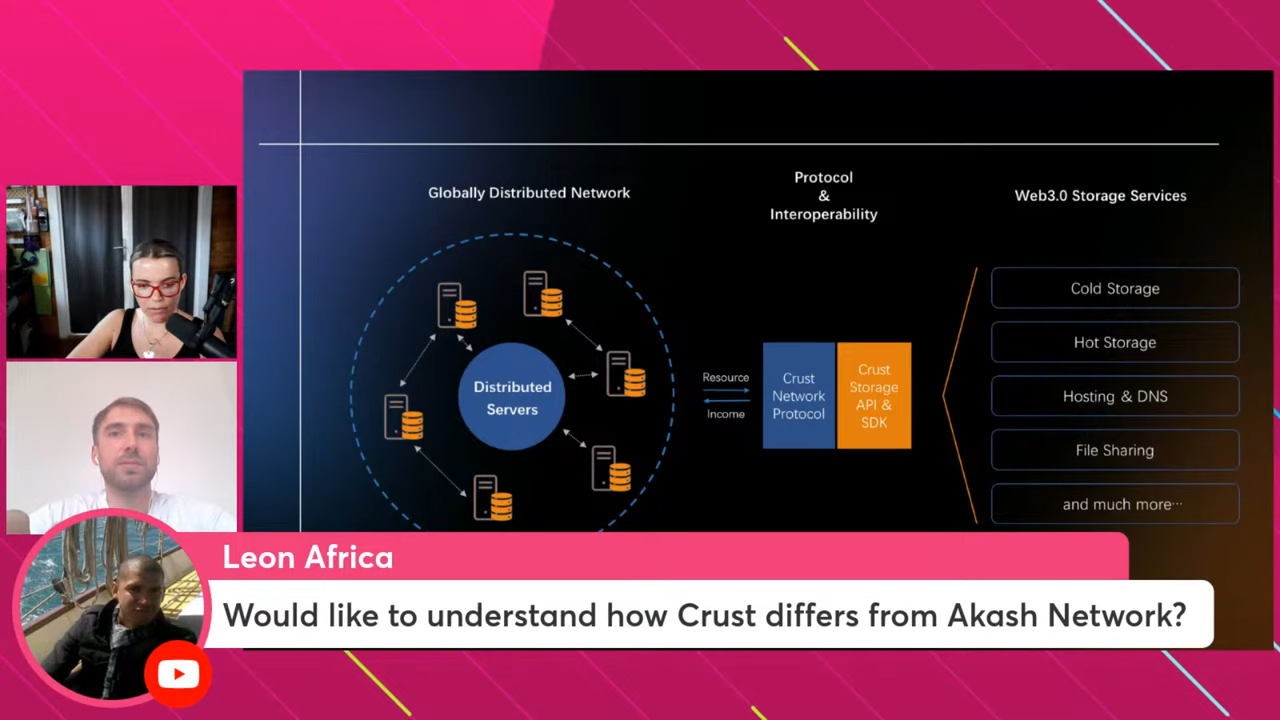 Globally Distributed Network
Protocol
&
Interoperability
Web3.0 Storage Services
Distributed
Servers
Resource
Income
Crust
Network
Protocol
Crust
Storage
API &
SDK
Cold Storage
Hot Storage
Hosting & DNS
File Sharing
and much more···
Leon Africa
Would like to understand how Crust differs from Akash Network?